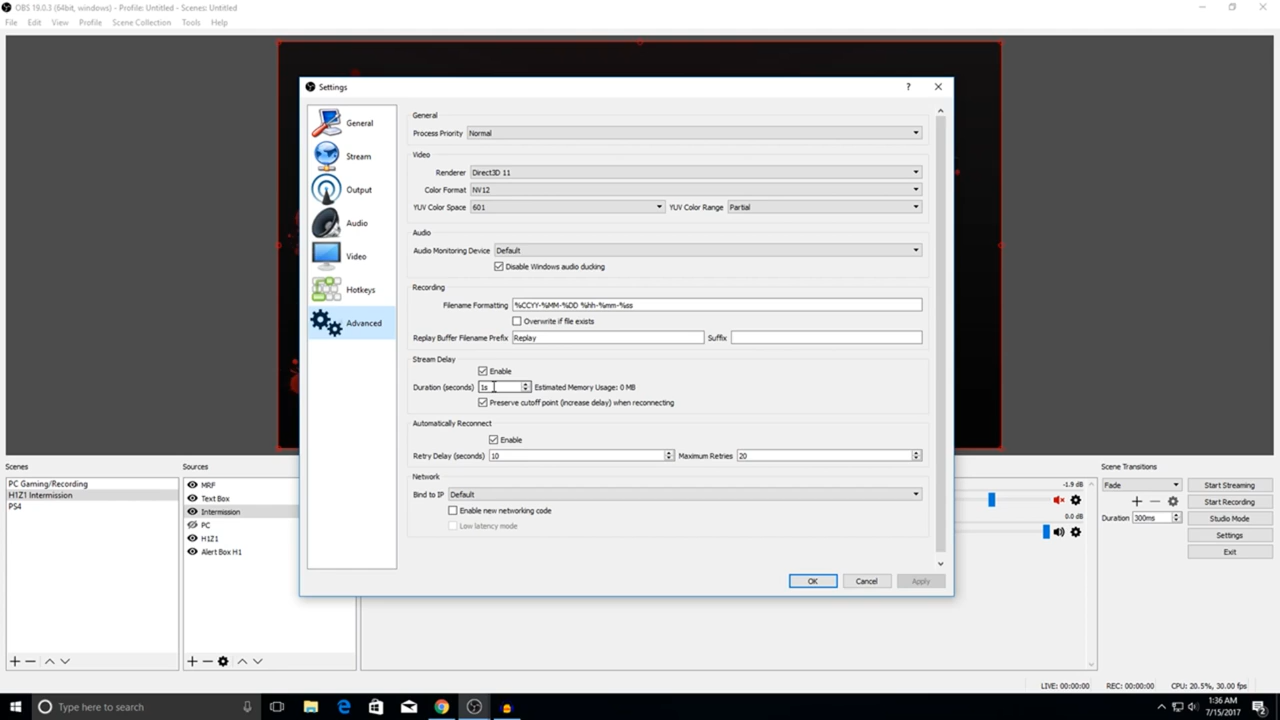 OBS 19.0.3 (64bit, windows) - Profile: Untitled - Scenes: Untitled
File Edit View Profile Scene Collection Tools Help
Settings
General
Stream
Output
Audio
Video
Hotkeys
Advanced
General
Process Priority Normal
Video
Renderer Direct3D 11
Color Format NV12
YUV Color Space 601 YUV Color Range Partial
Audio
Audio Monitoring Device Default
Disable Windows audio ducking
Recording
Filename Formatting %CCYY-%MM-%DD %hh-%mm-%ss
Overwrite if file exists
Replay Buffer Filename Prefix Replay Suffix
Stream Delay
Enable
Duration (seconds) 1s Estimated Memory Usage: 0 MB
Preserve cutoff point (increase delay) when reconnecting
Automatically Reconnect
Enable
Retry Delay (seconds) 10 Maximum Retries 20
Network
Bind to IP Default
Enable new networking code
Low latency mode
OK Cancel Apply
Scenes
PC Gaming/Recording
H1Z1 Intermission
PS4
Sources
MRF
Text Box
Intermission
PC
H1Z1
Alert Box H1
-1.9 dB
0.0 dB
Scene Transitions
Fade
Duration 300ms
Start Streaming
Start Recording
Studio Mode
Settings
Exit
LIVE: 00:00:00 REC: 00:00:00 CPU: 20.5%, 30.00 fps
Type here to search
1:36 AM
7/15/2017
2